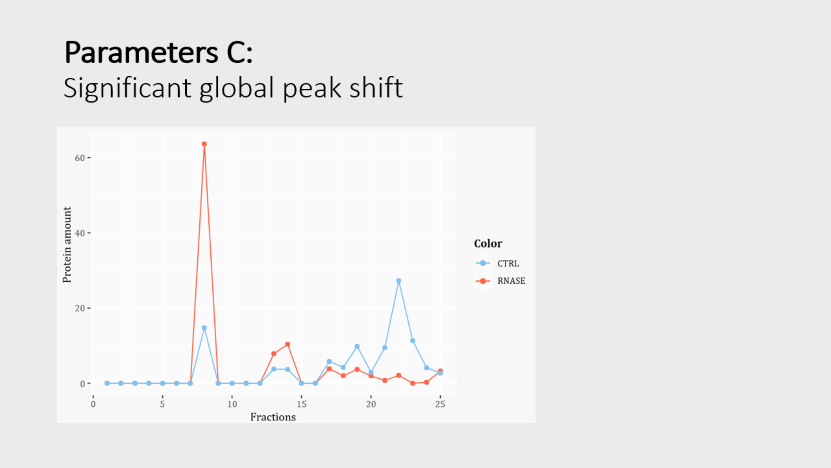 Parameters C:
Significant global peak shift
60
40
20
0
Protein amount
0 5 10 15 20 25
Fractions
Color
CTRL
RNASE